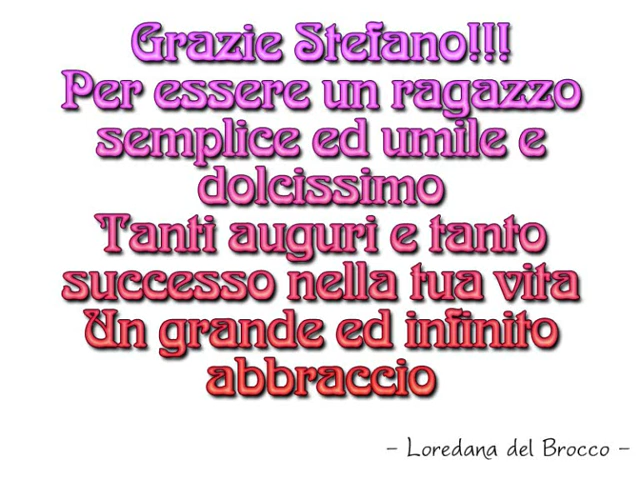 Grazie Stefano!!!
Per essere un ragazzo
semplice ed umile e
dolcissimo
Tanti auguri e tanto
successo nella tua vita
Un grande ed infinito
abbraccio
- Loredana del Brocco -